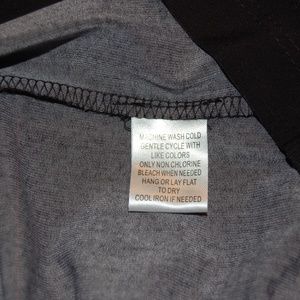 MACHINE WASH COLD
GENTLE CYCLE WITH
LIKE COLORS
ONLY NON.CHLORINE
BLEACH WHEN NEEDED
HANG OR LAY FLAT
TO DRY
COOL IRON IF NEEDED